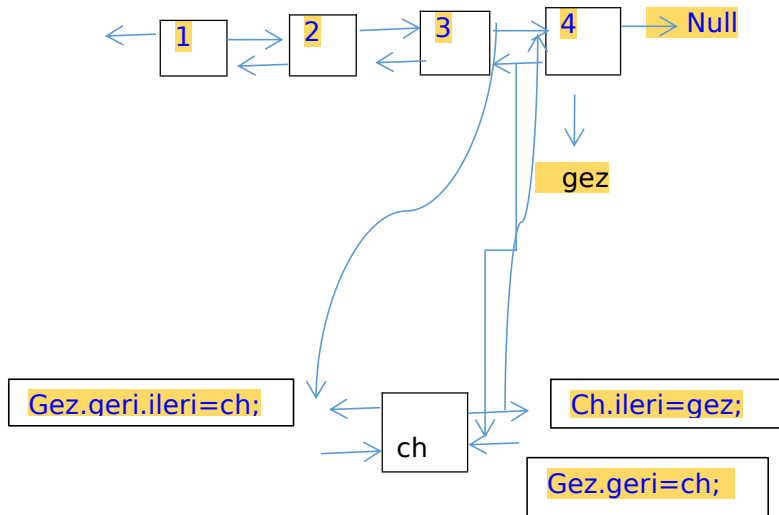 1
2
3
4
Null
gez
Gez.geri.ileri=ch;
Ch.ileri=gez;
ch
Gez.geri=ch;